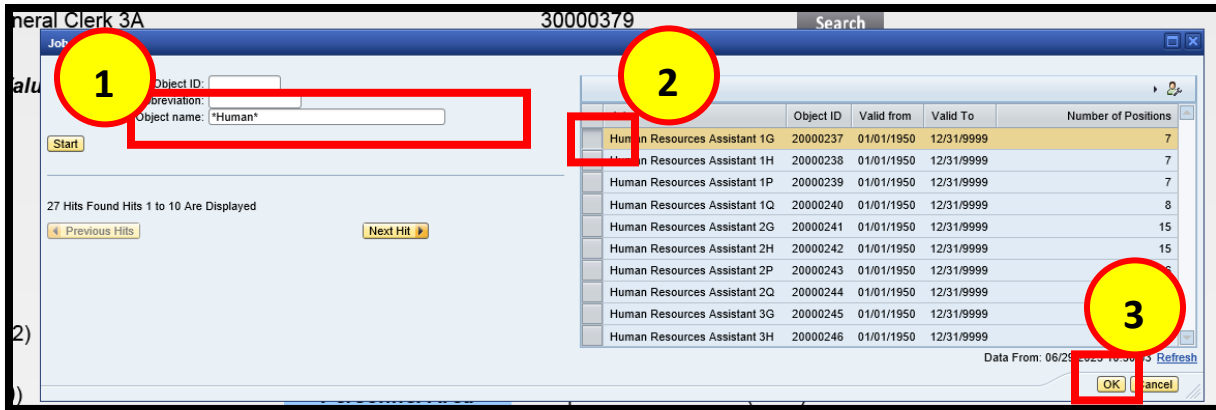 neral Clerk 3A 30000379 Search
Job
Valu
1
Object ID:
breviation:
Object name: *Human*
Start
27 Hits Found Hits 1 to 10 Are Displayed
Previous Hits Next Hit
2
Object ID Valid from Valid To Number of Positions
Human Resources Assistant 1G 20000237 01/01/1950 12/31/9999 7
Human Resources Assistant 1H 20000238 01/01/1950 12/31/9999 7
Human Resources Assistant 1P 20000239 01/01/1950 12/31/9999 7
Human Resources Assistant 1Q 20000240 01/01/1950 12/31/9999 8
Human Resources Assistant 2G 20000241 01/01/1950 12/31/9999 15
Human Resources Assistant 2H 20000242 01/01/1950 12/31/9999 15
Human Resources Assistant 2P 20000243 01/01/1950 12/31/9999
Human Resources Assistant 2Q 20000244 01/01/1950 12/31/9999
Human Resources Assistant 3G 20000245 01/01/1950 12/31/9999
Human Resources Assistant 3H 20000246 01/01/1950 12/31/9999
3
Data From: Refresh
OK Cancel
2)
)
Personnel Area